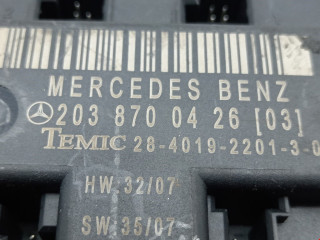 MERCEDES BENZ
203 870 04 26 [03]
TEMIC 28-4019-2201-3-0
HW.32/07
SW.35/07